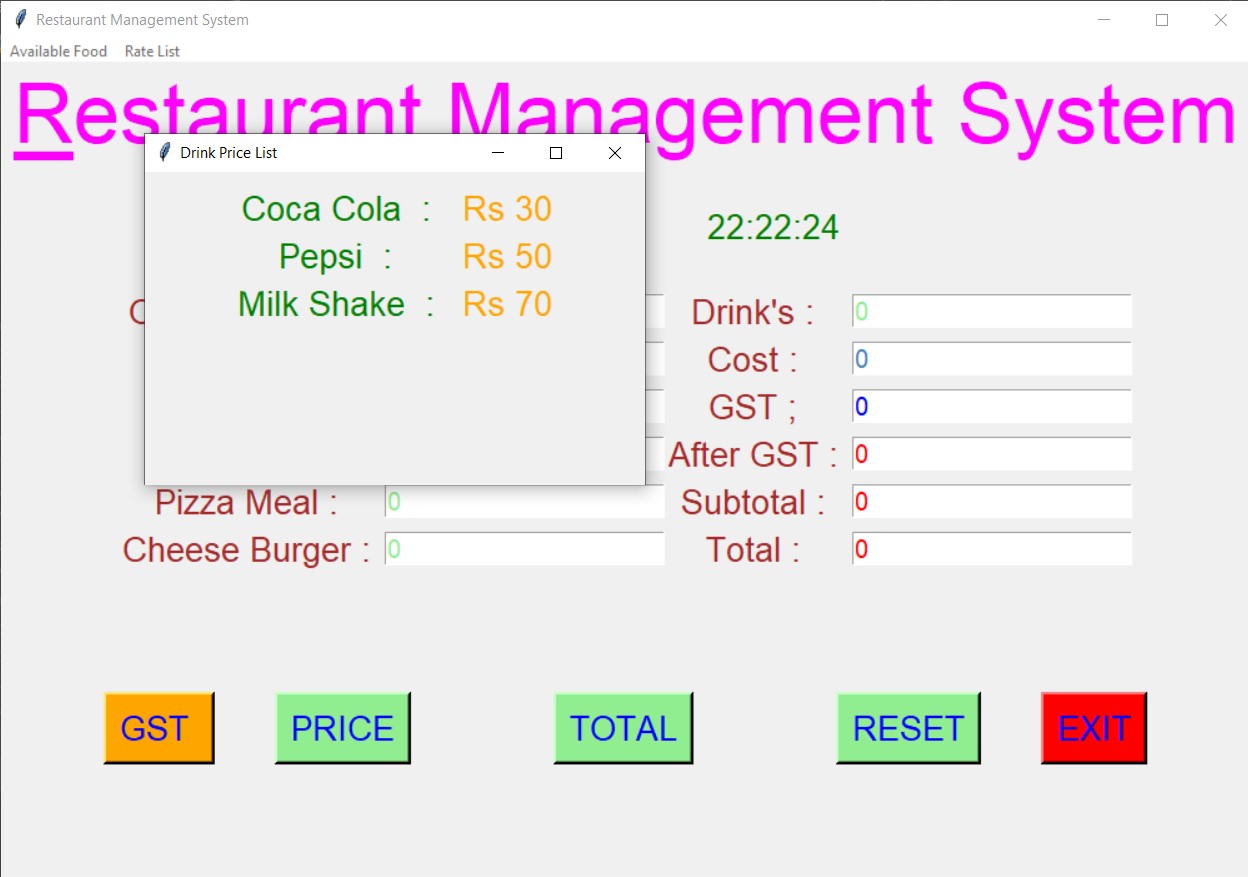 Restaurant Management System
Available Food Rate List
Restaurant Management System
Drink Price List
Coca Cola : Rs 30
Pepsi : Rs 50
Milk Shake : Rs 70
22:22:24
Drink's : 0
Cost : 0
GST ; 0
After GST : 0
Pizza Meal : 0 Subtotal : 0
Cheese Burger : 0 Total : 0
GST PRICE TOTAL RESET EXIT